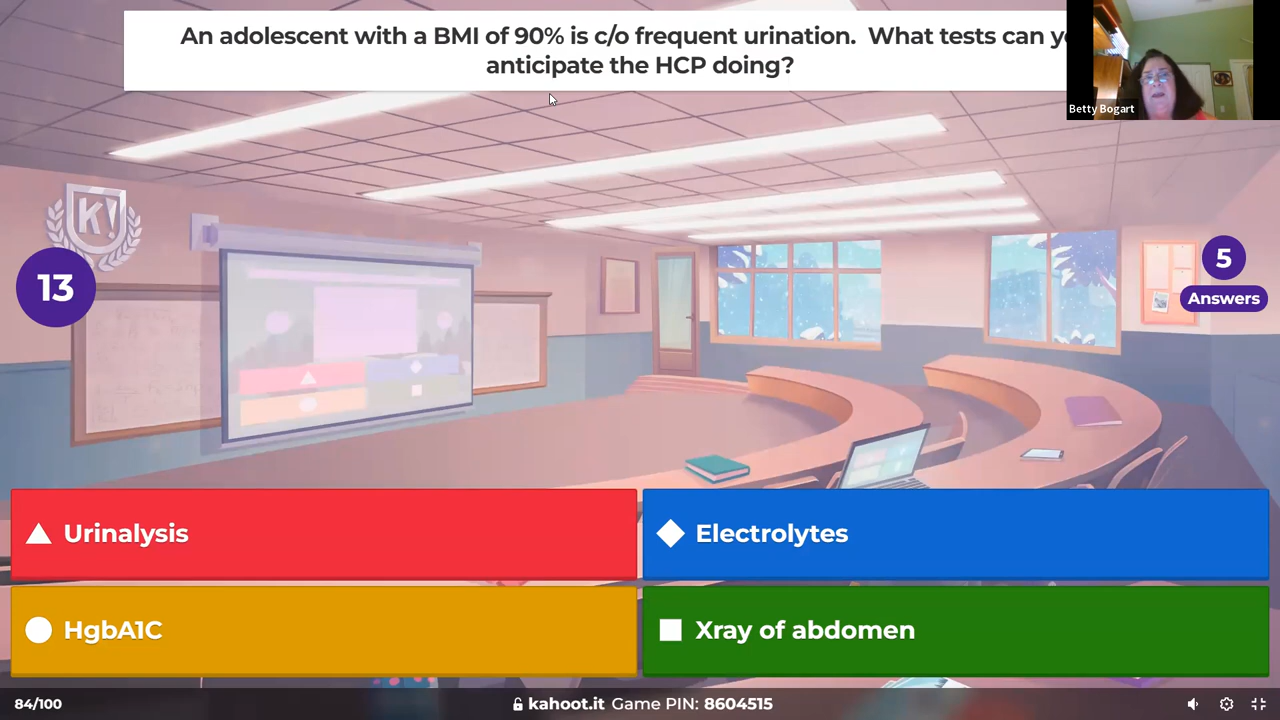 An adolescent with a BMI of 90% is c/o frequent urination. What tests can
anticipate the HCP doing?
Betty Bogart
K!
13
5
Answers
Urinalysis
Electrolytes
HgbA1C
Xray of abdomen
84/100
kahoot.it Game PIN: 8604515